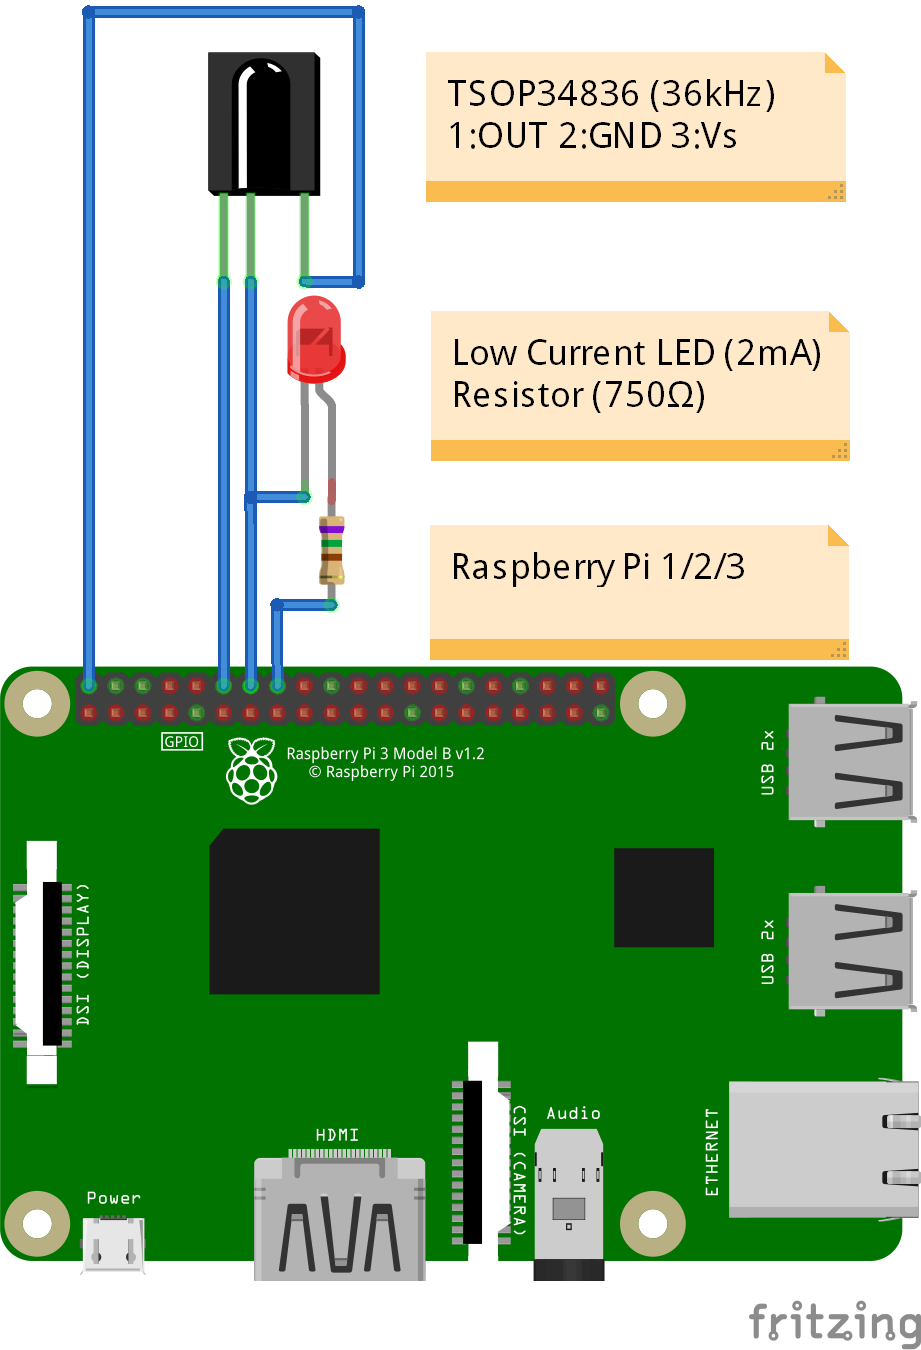 TSOP34836 (36kHz)
1:OUT 2:GND 3:Vs
Low Current LED (2mA)
Resistor (750Ω)
Raspberry Pi 1/2/3
GPIO
Raspberry Pi 3 Model B v1.2
© Raspberry Pi 2015
USB 2x
DSI (DISPLAY)
USB 2x
CSI (CAMERA)
Audio
ETHERNET
HDMI
Power
fritzing